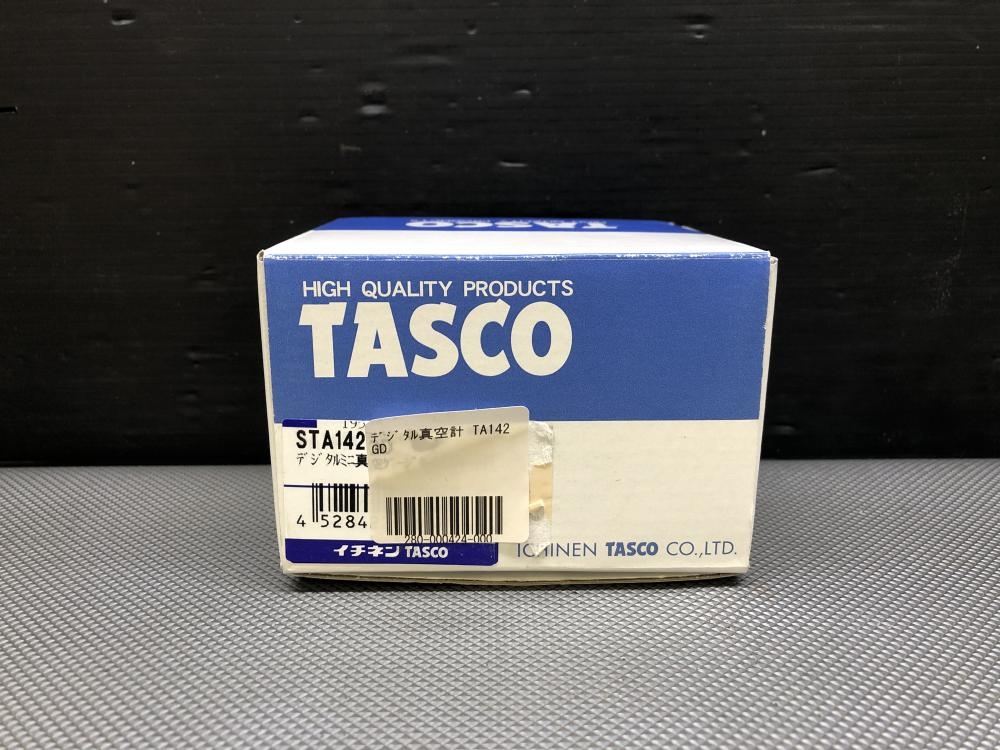 TASCO
HIGH QUALITY PRODUCTS
TASCO
STA142
デジタルミニ真
4 5284
デジタル真空計 TA142
GD
280-000424-000
イチネン TASCO
ICHINEN TASCO CO.,LTD.